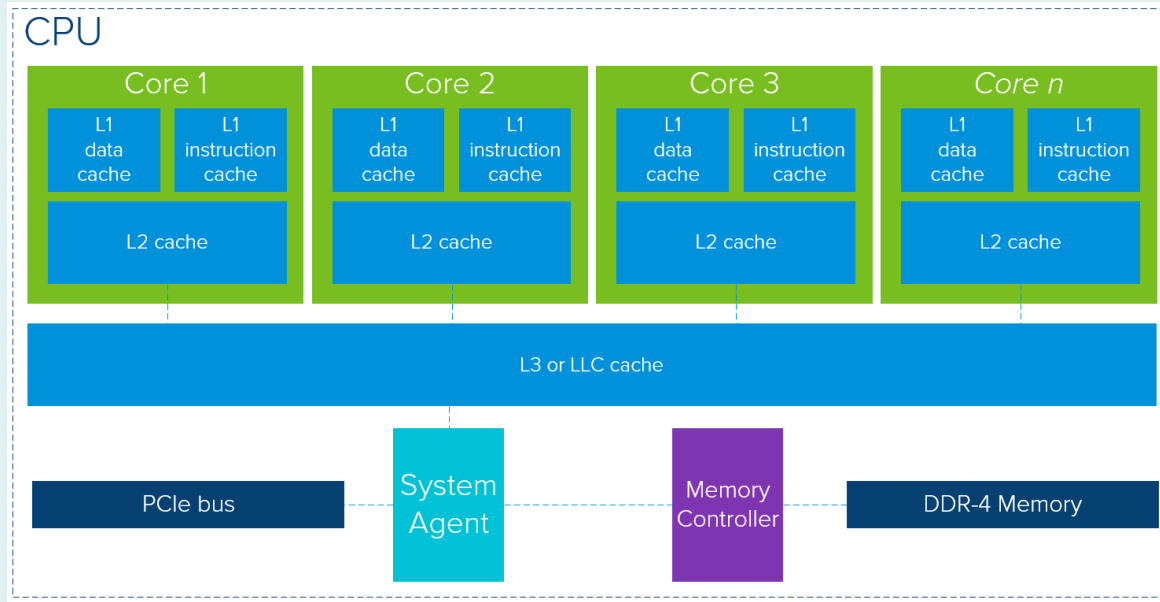 CPU
Core 1
L1
data
cache
L1
instruction
cache
L2 cache
Core 2
L1
data
cache
L1
instruction
cache
L2 cache
Core 3
L1
data
cache
L1
instruction
cache
L2 cache
Core n
L1
data
cache
L1
instruction
cache
L2 cache
L3 or LLC cache
PCIe bus
System
Agent
Memory
Controller
DDR-4 Memory